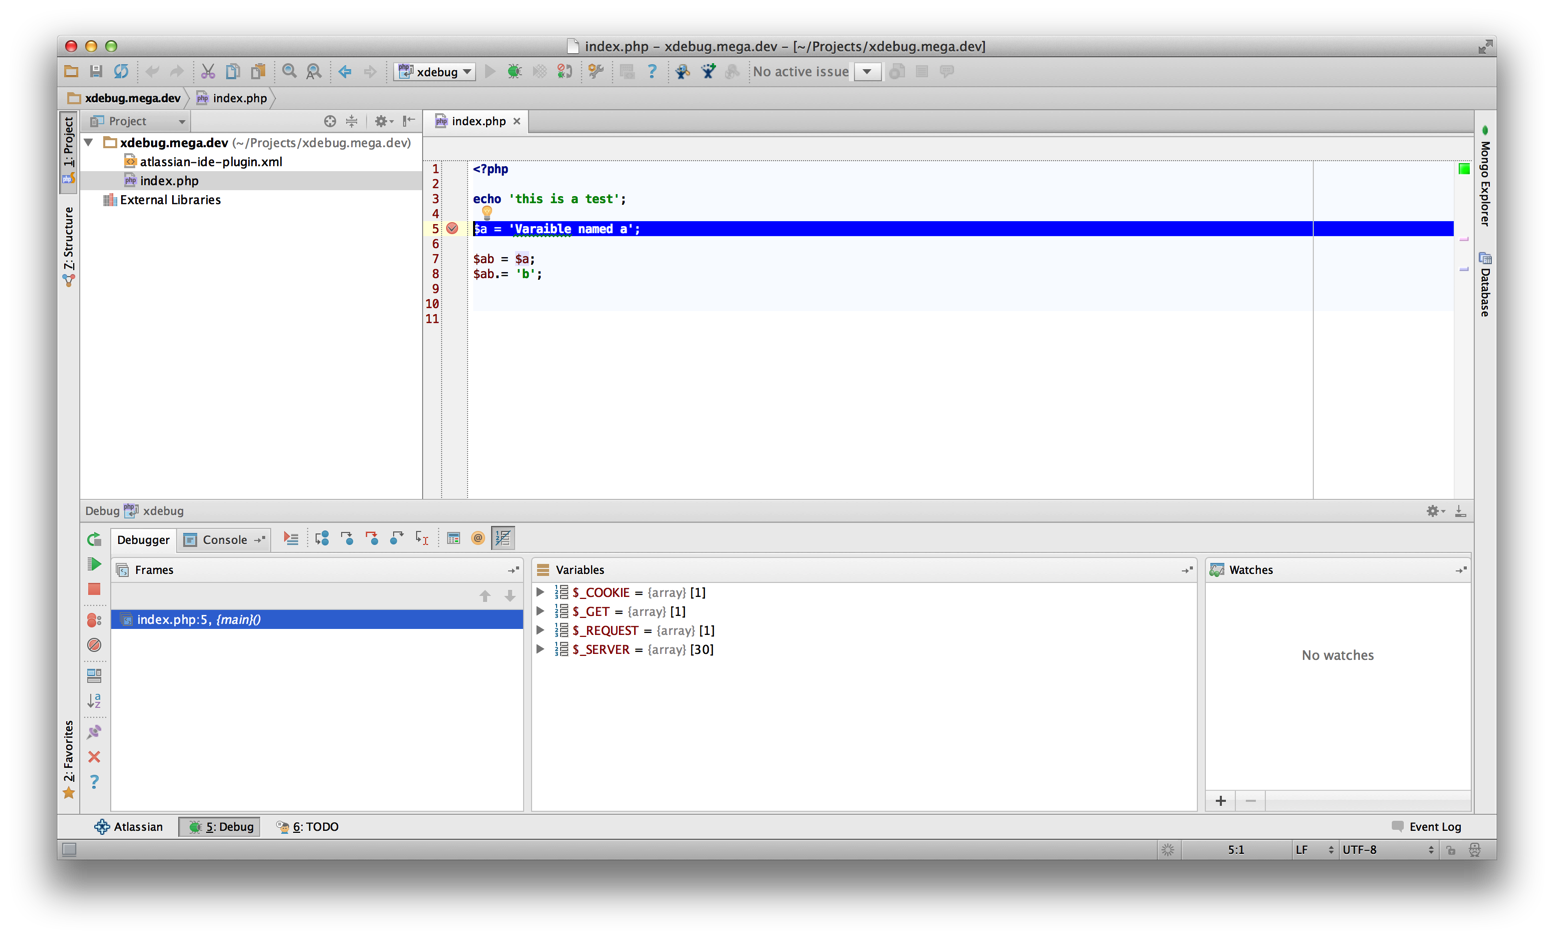 index.php – xdebug.mega.dev – [~/Projects/xdebug.mega.dev]
xdebug
No active issue
xdebug.mega.dev
index.php
1: Project
7: Structure
2: Favorites
Project
xdebug.mega.dev (~/Projects/xdebug.mega.dev)
atlassian-ide-plugin.xml
index.php
External Libraries
index.php
1 <?php
2
3 echo 'this is a test';
4
5 $a = 'Varaible named a';
6
7 $ab = $a;
8 $ab.= 'b';
9
10
11
Mongo Explorer
Database
Debug xdebug
Debugger
Console
Frames
index.php:5, {main}()
Variables
$_COOKIE = {array} [1]
$_GET = {array} [1]
$_REQUEST = {array} [1]
$_SERVER = {array} [30]
Watches
No watches
Atlassian
5: Debug
6: TODO
Event Log
5:1
LF
UTF-8